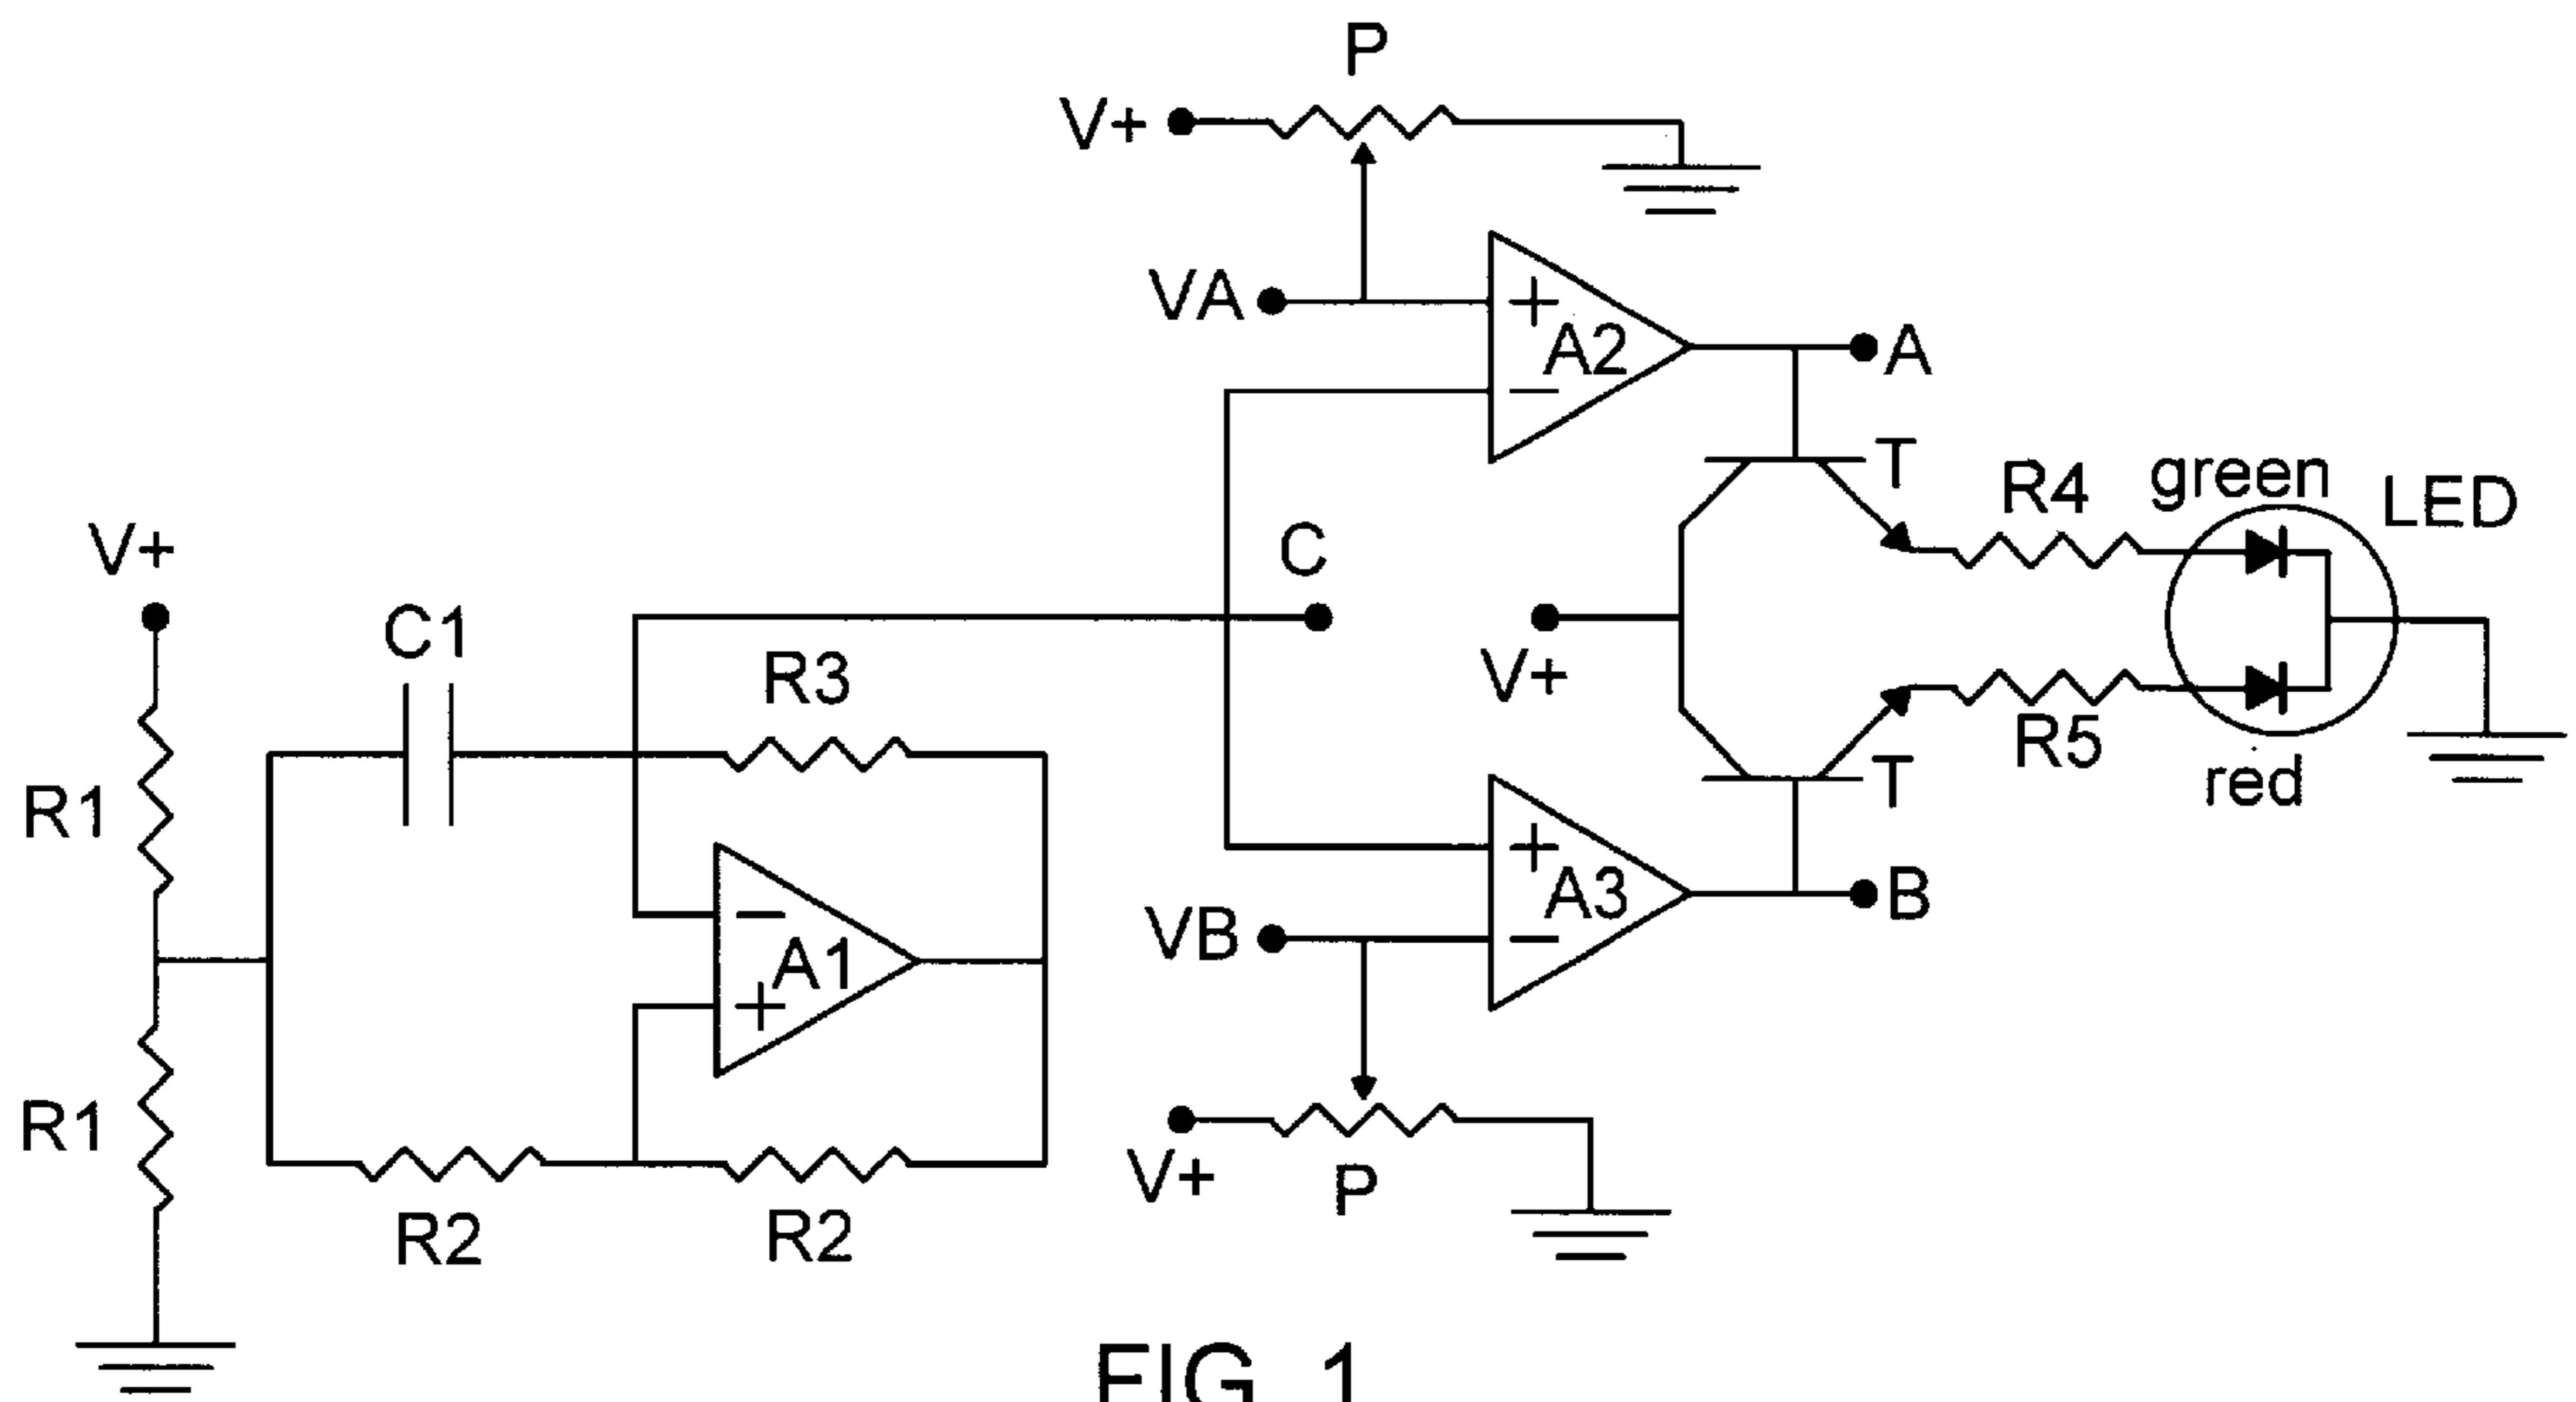 P
V+
VA
+
A2
−
A
T
R4
green
LED
V+
C1
C
R3
V+
R5
red
T
R1
−
A1
+
+
A3
−
VB
B
R1
R2
R2
V+
P
FIG. 1